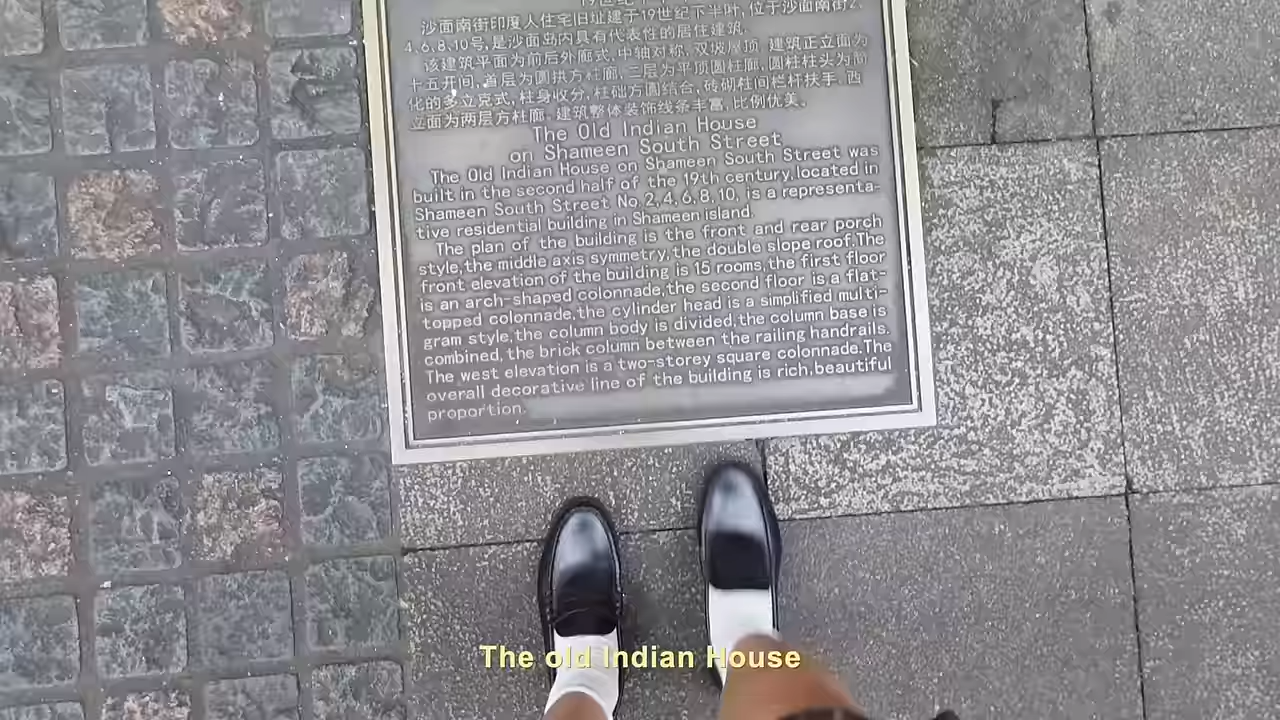 19世纪
沙面南街印度人住宅旧址建于19世纪下半叶, 位于沙面南街2,
4,6,8,10号,是沙面岛内具有代表性的居住建筑。
该建筑平面为前后外廊式,中轴对称,双坡屋顶。建筑正立面为
十五开间,首层为圆拱方柱廊,二层为平顶圆柱廊,圆柱柱头为简
化的多立克式,柱身收分,柱础方圆结合,砖砌柱间栏杆扶手。西
立面为两层方柱廊。建筑整体装饰线条丰富,比例优美。
The Old Indian House
on Shameen South Street
The Old Indian House on Shameen South Street was
built in the second half of the 19th century,located in
Shameen South Street No.2,4,6,8,10, is a representa-
tive residential building in Shameen island.
The plan of the building is the front and rear porch
style,the middle axis symmetry,the double slope roof.The
front elevation of the building is 15 rooms,the first floor
is an arch-shaped colonnade,the second floor is a flat-
topped colonnade,the cylinder head is a simplified multi-
gram style,the column body is divided,the column base is
combined,the brick column between the railing handrails.
The west elevation is a two-storey square colonnade.The
overall decorative line of the building is rich,beautiful
proportion.
The old Indian House